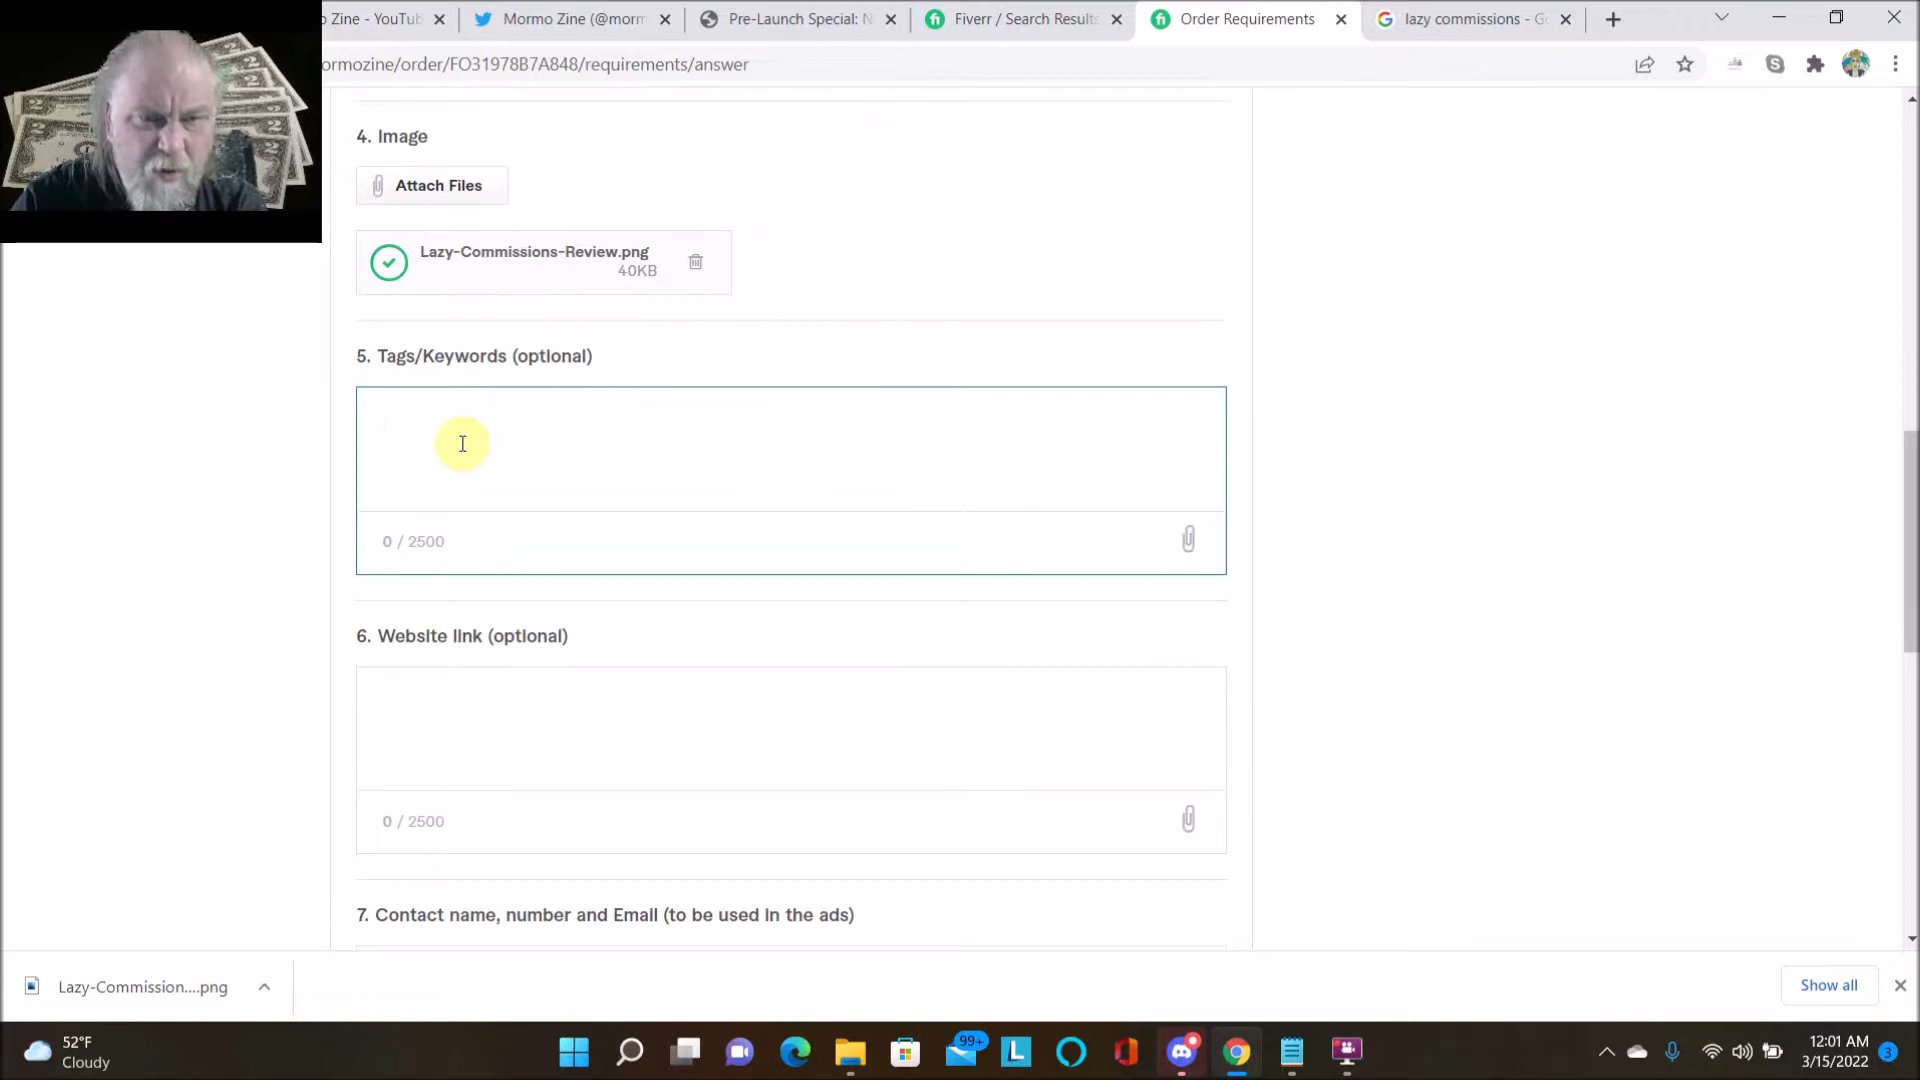 o Zine - YouTub
Mormo Zine (@morm
Pre-Launch Special: N
Fiverr / Search Results
Order Requirements
lazy commissions - G
ormozine/order/FO31978B7A848/requirements/answer
4. Image
Attach Files
Lazy-Commissions-Review.png
40KB
5. Tags/Keywords (optional)
0 / 2500
6. Website link (optional)
0 / 2500
7. Contact name, number and Email (to be used in the ads)
Lazy-Commission....png
Show all
52°F
Cloudy
99+
12:01 AM
3/15/2022
3